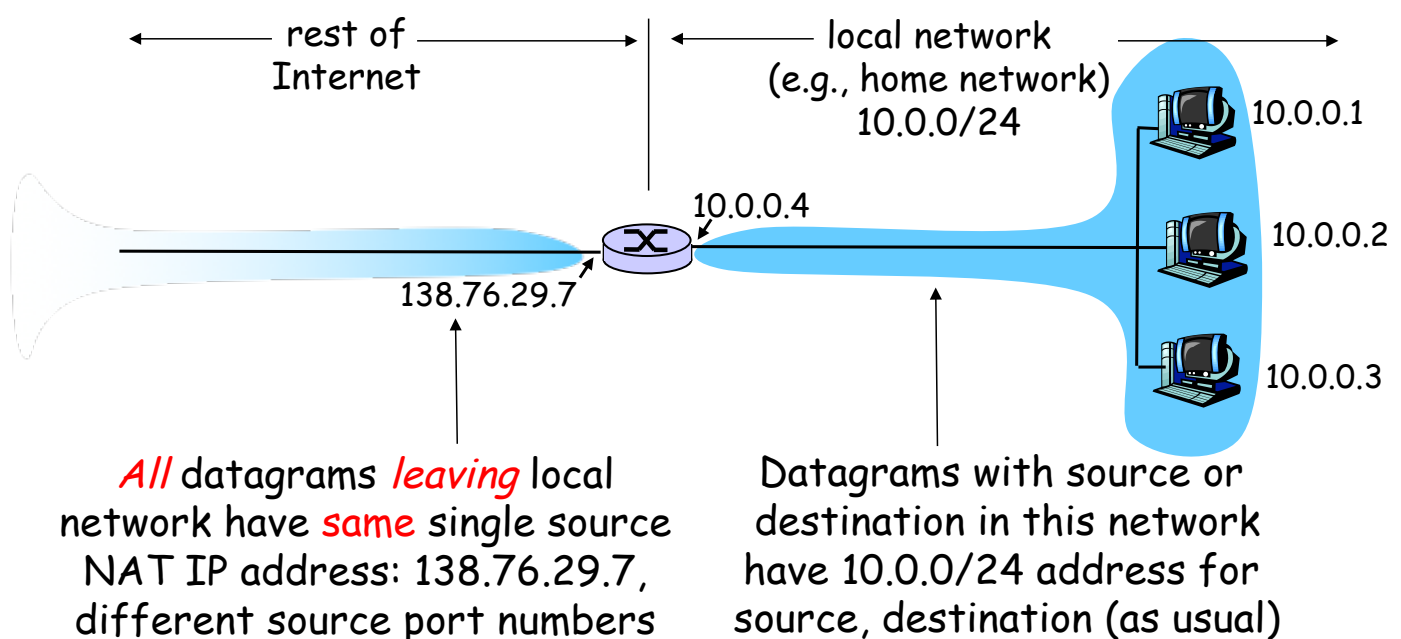 rest of
Internet
local network
(e.g., home network)
10.0.0/24
10.0.0.1
10.0.0.4
10.0.0.2
138.76.29.7
10.0.0.3
All datagrams leaving local
network have same single source
NAT IP address: 138.76.29.7,
different source port numbers
Datagrams with source or
destination in this network
have 10.0.0/24 address for
source, destination (as usual)